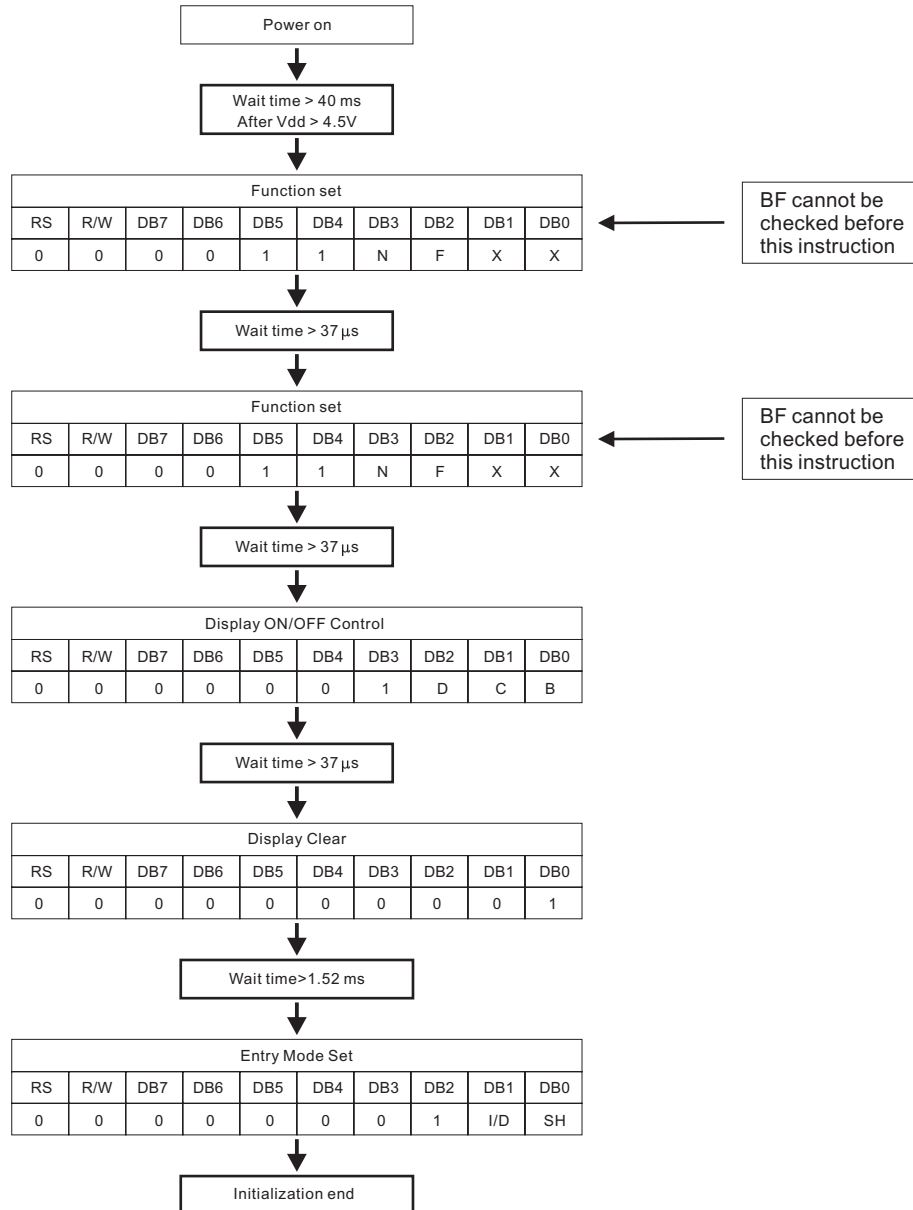 Power on
Wait time > 40 ms
After Vdd > 4.5V
Function set
RS R/W DB7 DB6 DB5 DB4 DB3 DB2 DB1 DB0
0 0 0 0 1 1 N F X X
BF cannot be
checked before
this instruction
Wait time > 37 μs
Function set
RS R/W DB7 DB6 DB5 DB4 DB3 DB2 DB1 DB0
0 0 0 0 1 1 N F X X
BF cannot be
checked before
this instruction
Wait time > 37 μs
Display ON/OFF Control
RS R/W DB7 DB6 DB5 DB4 DB3 DB2 DB1 DB0
0 0 0 0 0 0 1 D C B
Wait time > 37 μs
Display Clear
RS R/W DB7 DB6 DB5 DB4 DB3 DB2 DB1 DB0
0 0 0 0 0 0 0 0 0 1
Wait time>1.52 ms
Entry Mode Set
RS R/W DB7 DB6 DB5 DB4 DB3 DB2 DB1 DB0
0 0 0 0 0 0 0 1 I/D SH
Initialization end